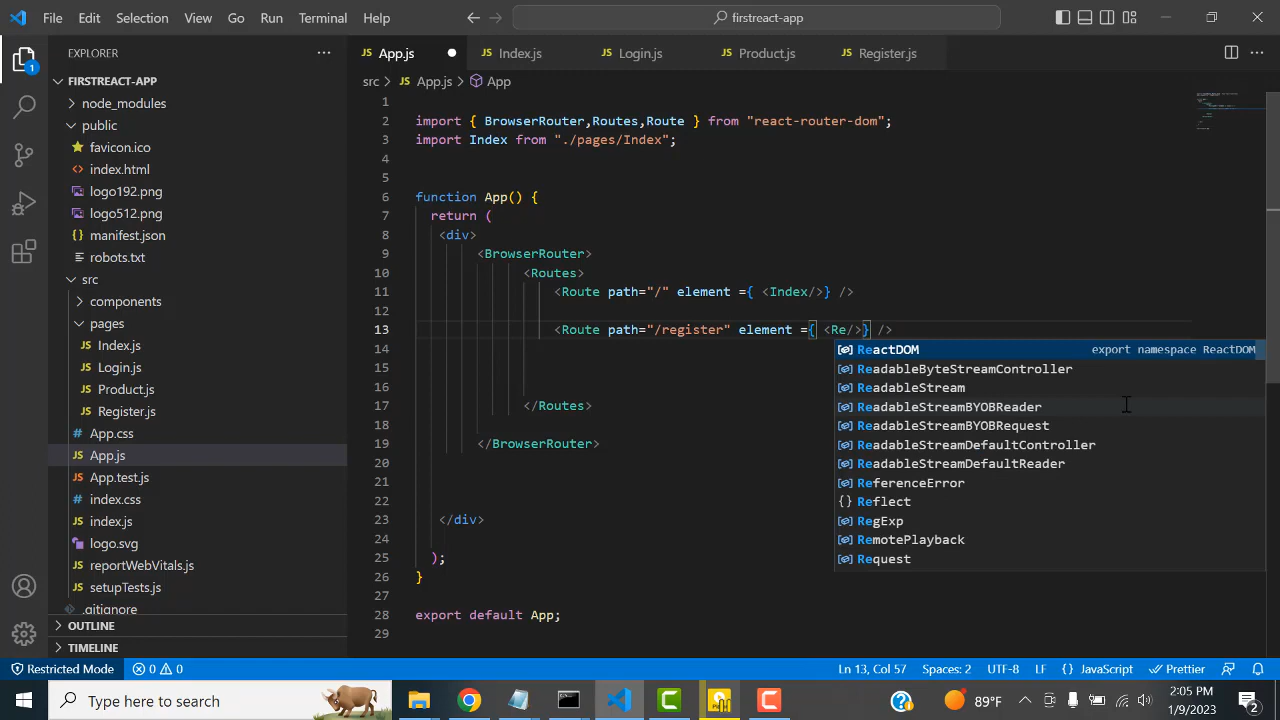 File Edit Selection View Go Run Terminal Help firstreact-app
EXPLORER
App.js Index.js Login.js Product.js Register.js
FIRSTREACT-APP
src > App.js > App
node_modules
public
favicon.ico
index.html
logo192.png
logo512.png
manifest.json
robots.txt
src
components
pages
Index.js
Login.js
Product.js
Register.js
App.css
App.js
App.test.js
index.css
index.js
logo.svg
reportWebVitals.js
setupTests.js
.gitignore
OUTLINE
TIMELINE
1
2 import { BrowserRouter,Routes,Route } from "react-router-dom";
3 import Index from "./pages/Index";
4
5
6 function App() {
7 return (
8 <div>
9 <BrowserRouter>
10 <Routes>
11 <Route path="/" element ={ <Index/>} />
12
13 <Route path="/register" element ={ <Re/>} />
14
15
16
17 </Routes>
18
19 </BrowserRouter>
20
21
22
23 </div>
24
25 );
26 }
27
28 export default App;
29
ReactDOM export namespace ReactDOM
ReadableByteStreamController
ReadableStream
ReadableStreamBYOBReader
ReadableStreamBYOBRequest
ReadableStreamDefaultController
ReadableStreamDefaultReader
ReferenceError
Reflect
RegExp
RemotePlayback
Request
Restricted Mode 0 0 Ln 13, Col 57 Spaces: 2 UTF-8 LF {} JavaScript Prettier
Type here to search
89°F
2:05 PM
1/9/2023
2